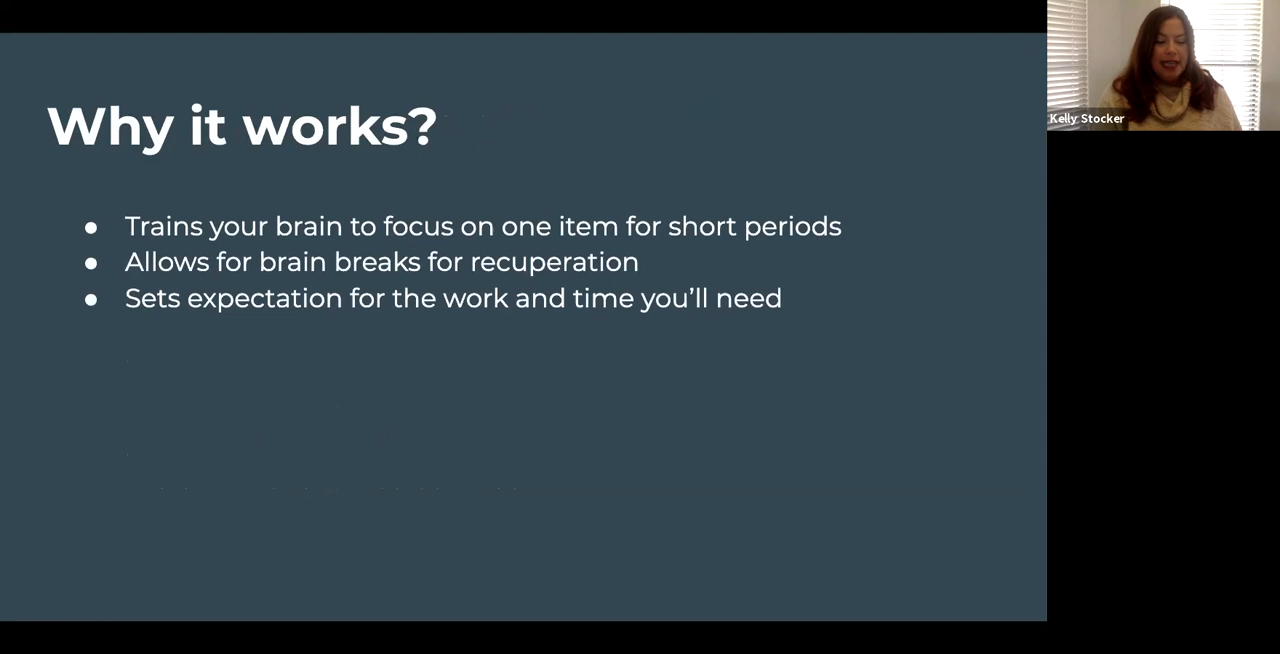 Why it works?
● Trains your brain to focus on one item for short periods
● Allows for brain breaks for recuperation
● Sets expectation for the work and time you’ll need
Kelly Stocker